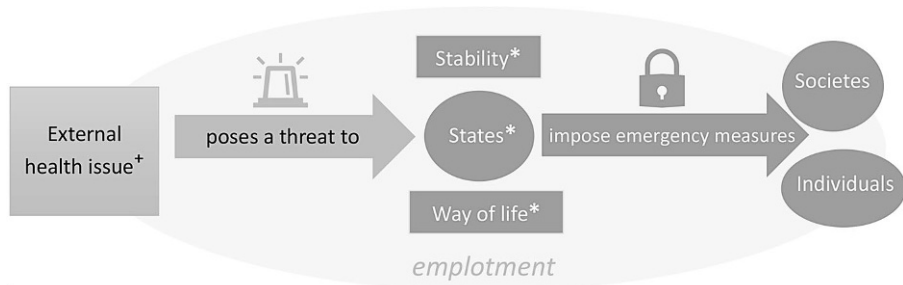 External
health issue+
poses a threat to
Stability*
States*
Way of life*
impose emergency measures
Societes
Individuals
emplotment